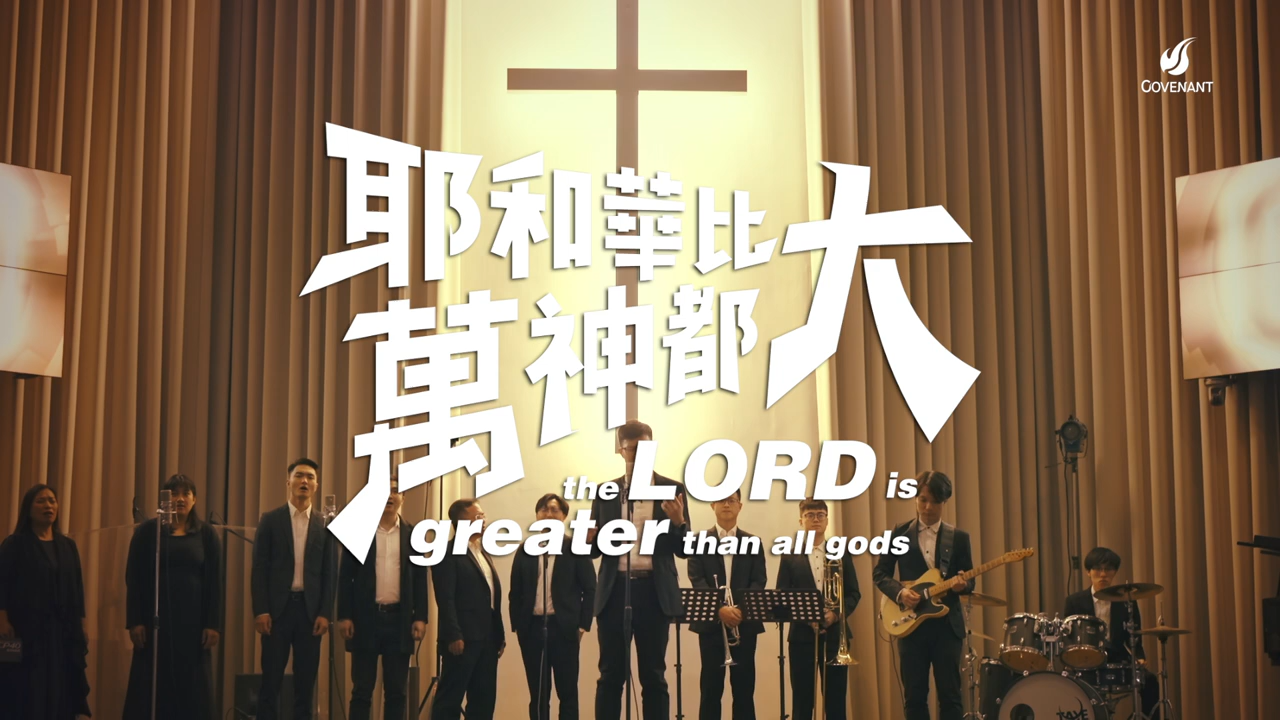 COVENANT
耶和華比
萬神都大
the LORD is
greater than all gods